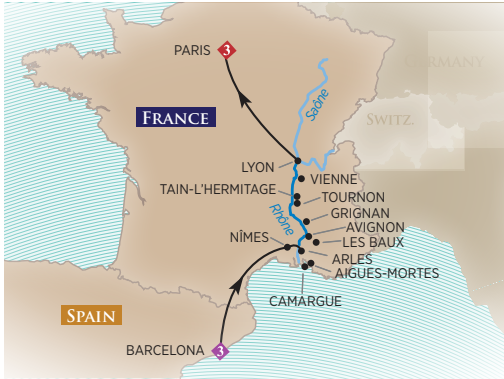 PARIS
3
GERMANY
Saône
FRANCE
SWITZ.
LYON
VIENNE
TAIN-L'HERMITAGE
TOURNON
GRIGNAN
Rhône
AVIGNON
NÎMES
LES BAUX
ARLES
AIGUES-MORTES
CAMARGUE
SPAIN
BARCELONA
3